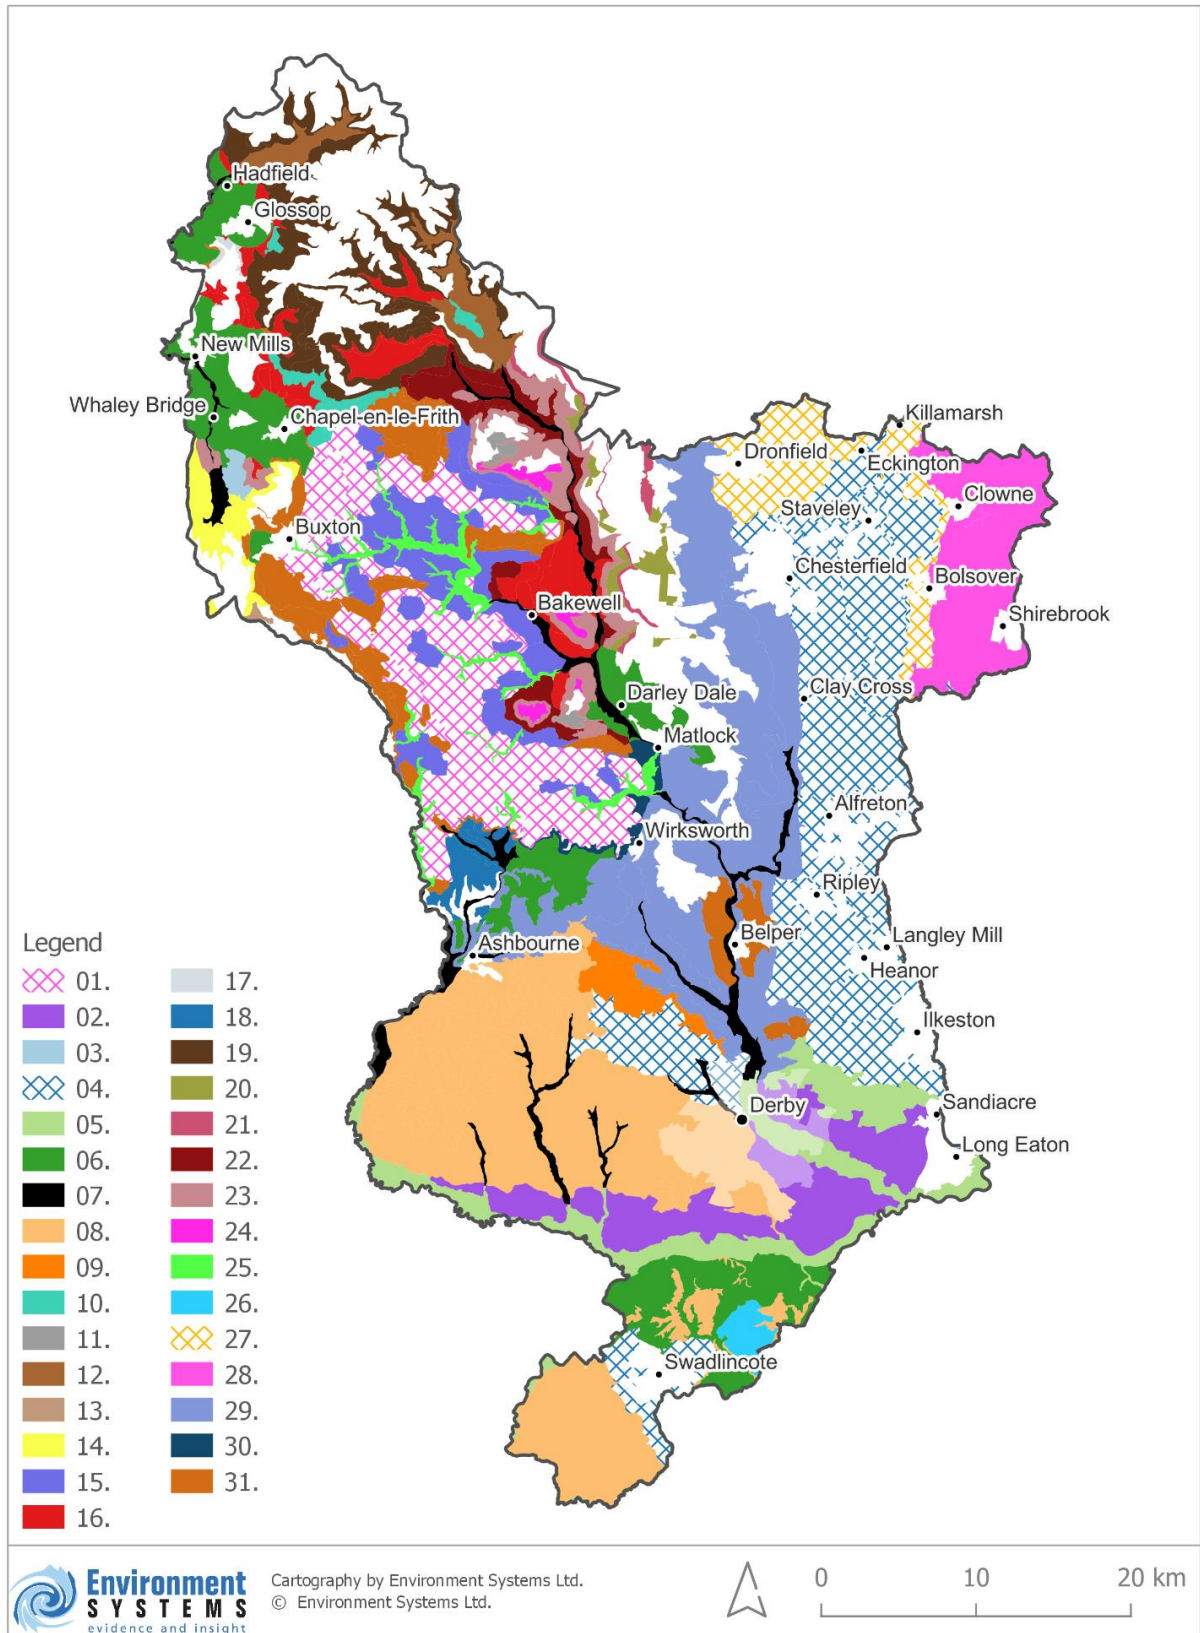 Hadfield
Glossop
New Mills
Whaley Bridge
Chapel-en-le-Frith
Buxton
Killamarsh
Dronfield
Eckington
Clowne
Staveley
Chesterfield
Bolsover
Bakewell
Shirebrook
Darley Dale
Clay Cross
Matlock
Alfreton
Wirksworth
Ripley
Belper
Langley Mill
Ashbourne
Heanor
Ilkeston
Derby
Sandiacre
Long Eaton
Swadlincote
Legend
01.
02.
03.
04.
05.
06.
07.
08.
09.
10.
11.
12.
13.
14.
15.
16.
17.
18.
19.
20.
21.
22.
23.
24.
25.
26.
27.
28.
29.
30.
31.
Environment
SYSTEMS
evidence and insight
Cartography by Environment Systems Ltd.
© Environment Systems Ltd.
0 10 20 km